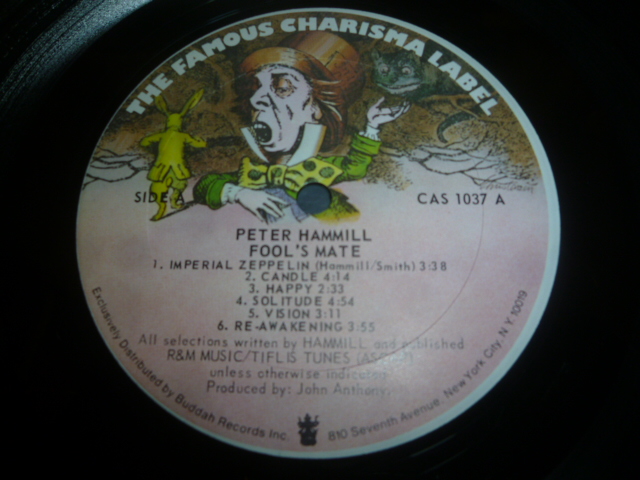 THE FAMOUS CHARISMA LABEL
SIDE A
CAS 1037 A
PETER HAMMILL
FOOL'S MATE
1. IMPERIAL ZEPPELIN (Hammill/Smith) 3:38
2. CANDLE 4:14
3. HAPPY 2:33
4. SOLITUDE 4:54
5. VISION 3:11
6. RE-AWAKENING 3:55
All selections written by HAMMILL and published
R&M MUSIC/TIFLIS TUNES
unless otherwise indicated
Produced by: John Anthony
Exclusively Distributed by Buddah Records Inc.
810 Seventh Avenue, New York City, N.Y. 10019